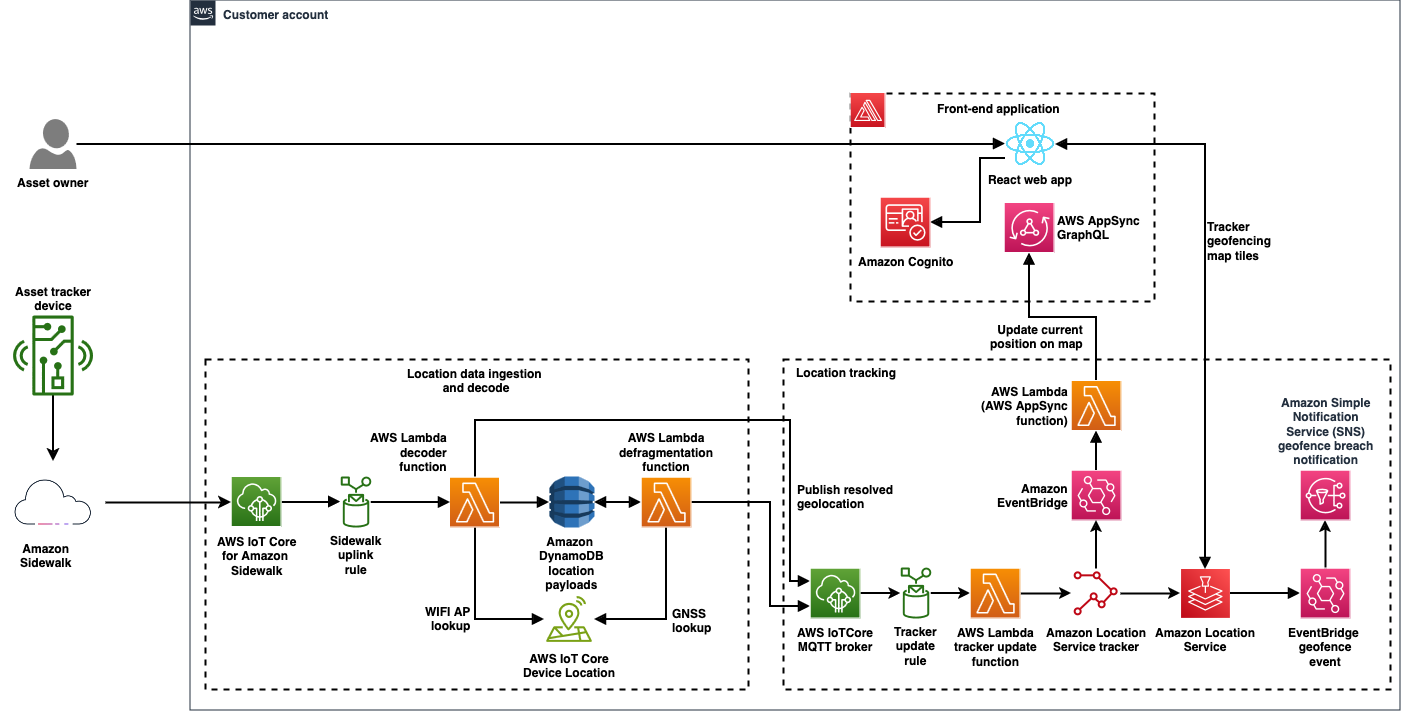 aws
Customer account
Front-end application
Asset owner
React web app
Amazon Cognito
AWS AppSync
GraphQL
Tracker
geofencing
map tiles
Asset tracker
device
Update current
position on map
Location data ingestion
and decode
Location tracking
AWS Lambda
(AWS AppSync
function)
Amazon Simple
Notification
Service (SNS)
geofence breach
notification
AWS Lambda
decoder
function
AWS Lambda
defragmentation
function
Publish resolved
geolocation
Amazon
EventBridge
Amazon
Sidewalk
AWS IoT Core
for Amazon
Sidewalk
Sidewalk
uplink
rule
Amazon
DynamoDB
location
payloads
WIFI AP
lookup
GNSS
lookup
AWS IoT Core
Device Location
AWS IoTCore
MQTT broker
Tracker
update
rule
AWS Lambda
tracker update
function
Amazon Location
Service tracker
Amazon Location
Service
EventBridge
geofence
event